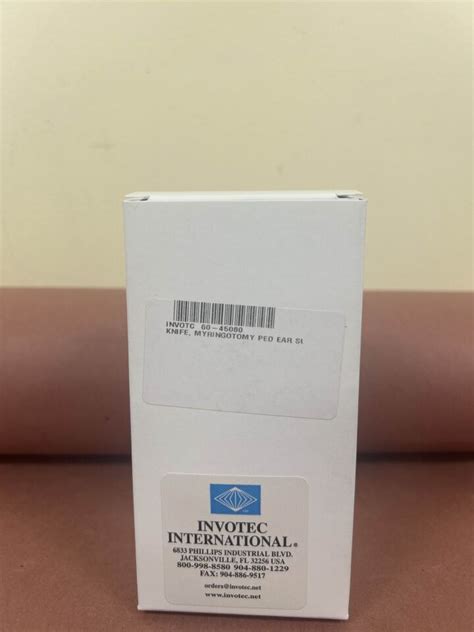 INVOTC 60-45080
KNIFE, MYRINGOTOMY PED EAR SI
INVOTEC
INTERNATIONAL®
6833 PHILLIPS INDUSTRIAL BLVD.
JACKSONVILLE, FL 32256 USA
800-998-8580 904-880-1229
FAX: 904-886-9517
orders@invotec.net
www.invotec.net